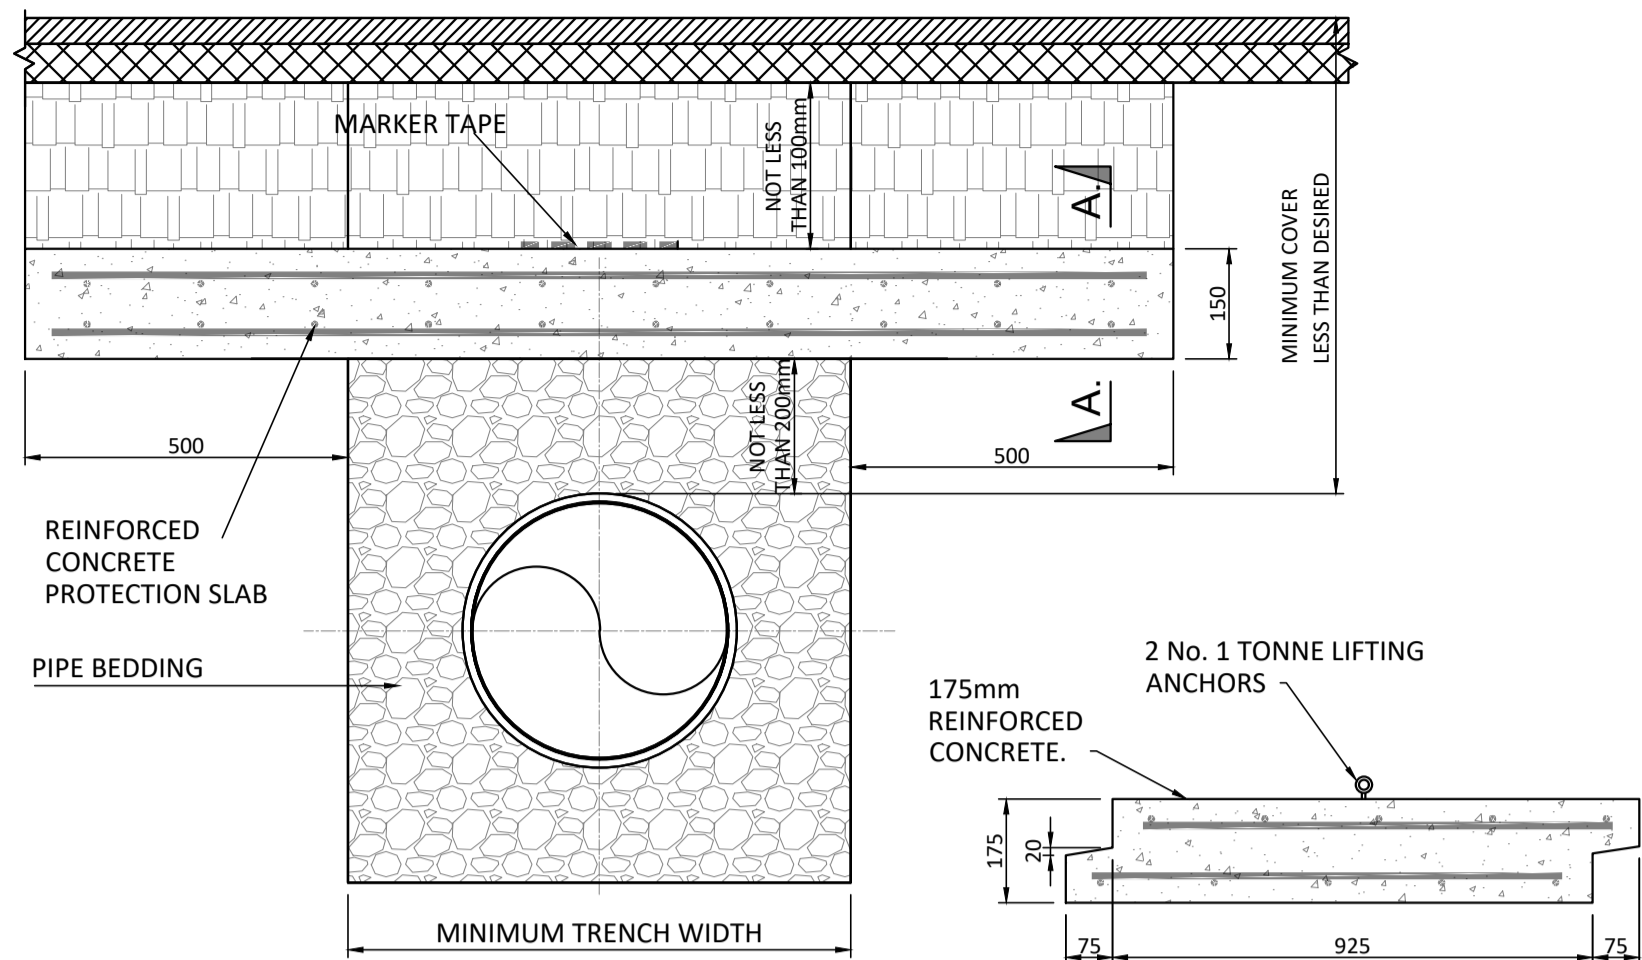 MARKER TAPE
NOT LESS
THAN 100mm
A.
MINIMUM COVER
LESS THAN DESIRED
150
NOT LESS
THAN 200mm
A.
500
500
REINFORCED
CONCRETE
PROTECTION SLAB
PIPE BEDDING
2 No. 1 TONNE LIFTING
ANCHORS
175mm
REINFORCED
CONCRETE.
175
20
MINIMUM TRENCH WIDTH
75
925
75